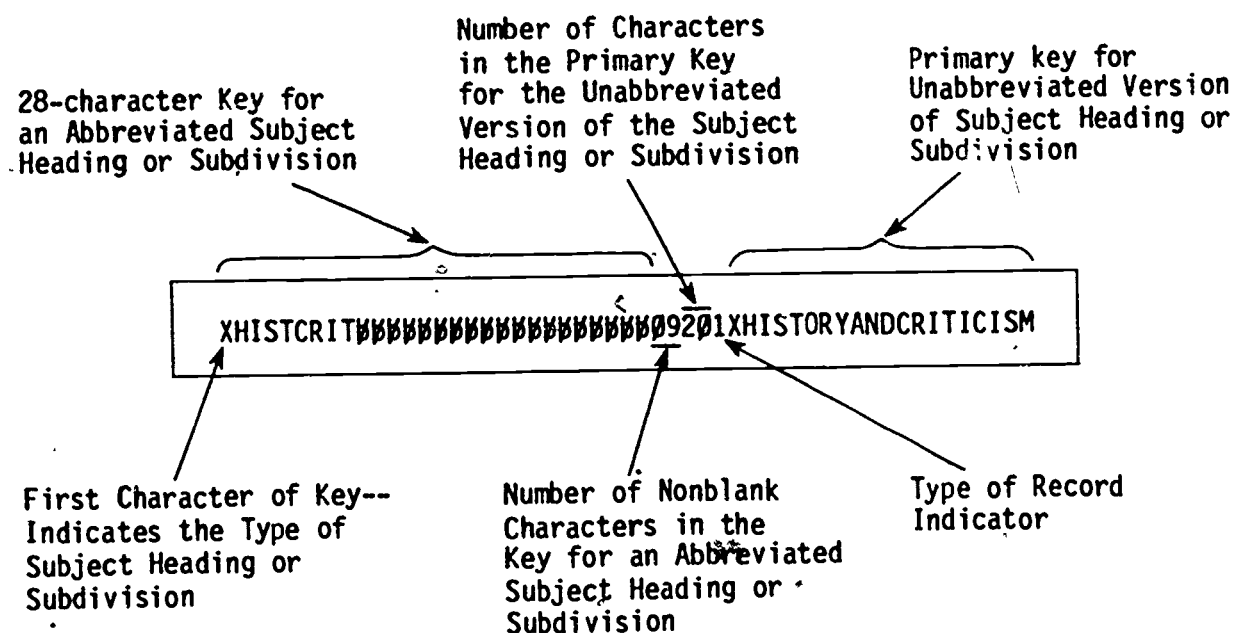 Number of Characters
in the Primary Key
for the Unabbreviated
Version of the Subject
Heading or Subdivision
Primary key for
Unabbreviated Version
of Subject Heading or
Subdivision
28-character Key for
an Abbreviated Subject
Heading or Subdivision
XHISTCRITb̸b̸b̸b̸b̸b̸b̸b̸b̸b̸b̸b̸b̸b̸b̸b̸b̸b̸b̸Ø92Ø1XHISTORYANDCRITICISM
First Character of Key--
Indicates the Type of
Subject Heading or
Subdivision
Number of Nonblank
Characters in the
Key for an Abbreviated
Subject Heading or
Subdivision
Type of Record
Indicator